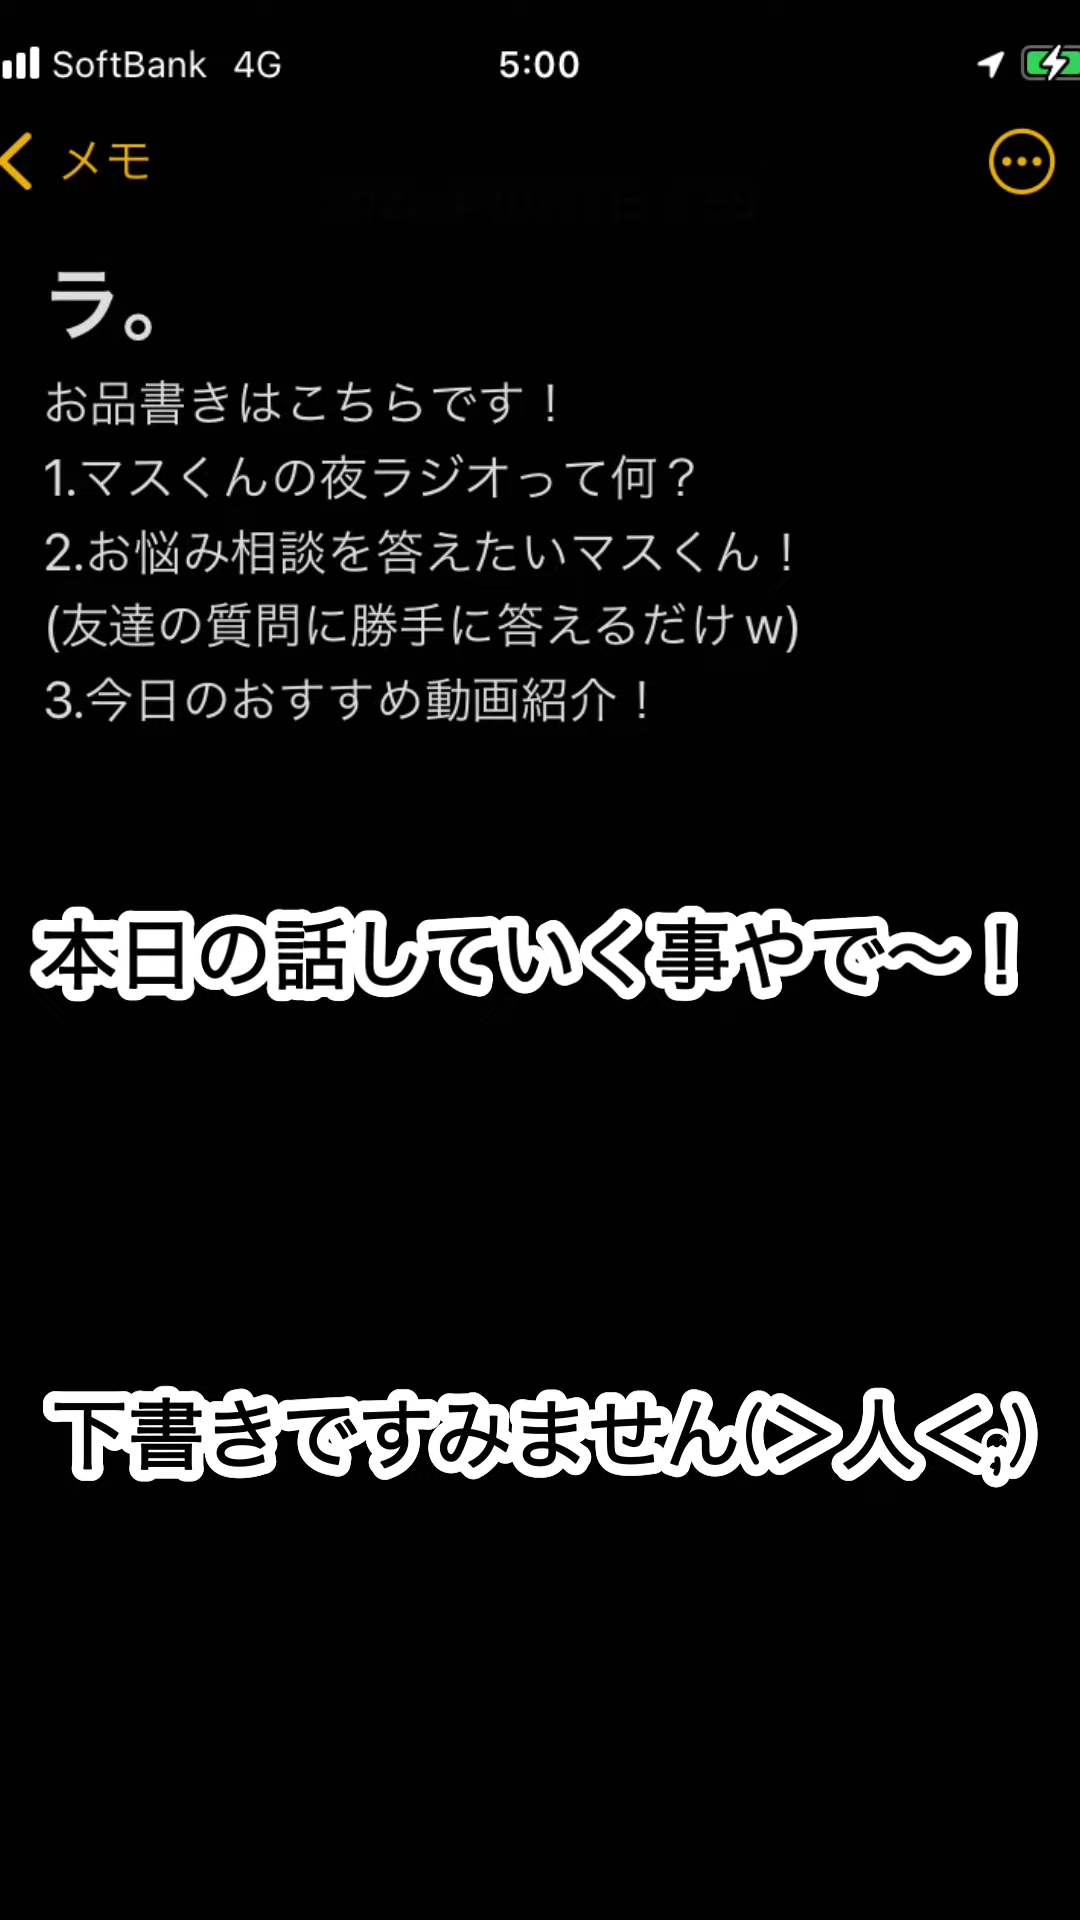 SoftBank 4G 5:00
メモ
ラ。
お品書きはこちらです！
1.マスくんの夜ラジオって何？
2.お悩み相談を答えたいマスくん！
(友達の質問に勝手に答えるだけw)
3.今日のおすすめ動画紹介！
本日の話していく事やで〜！
下書きですみません(>人<;)